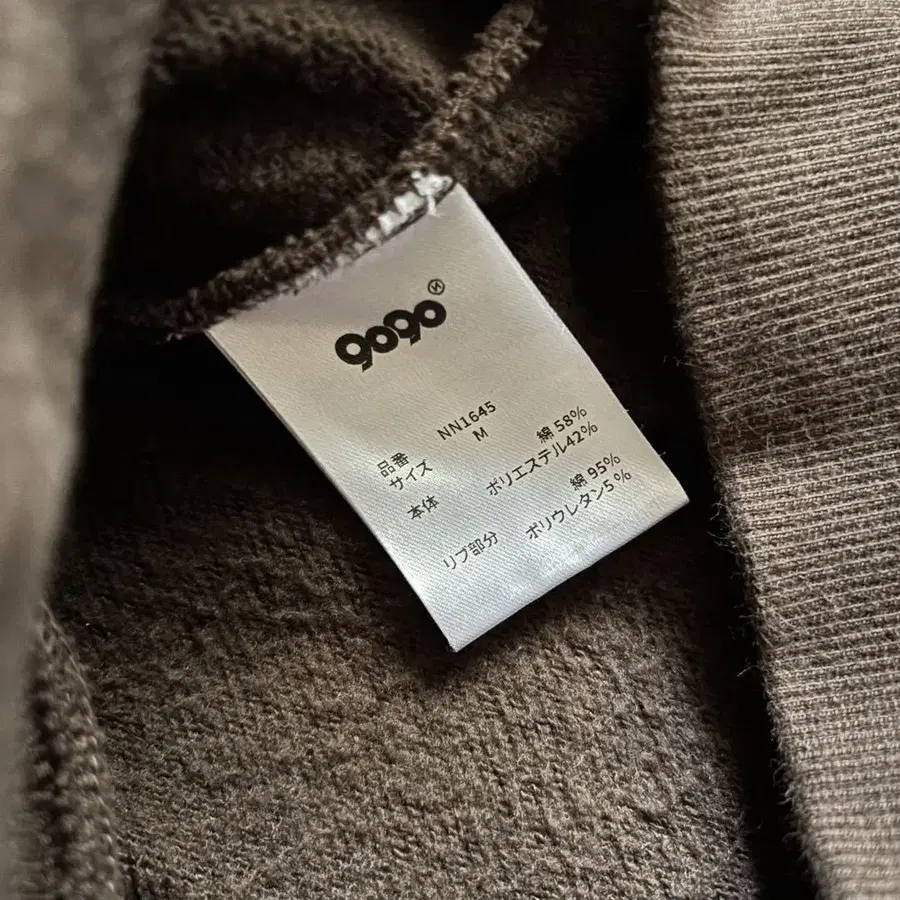 9090 Ⓝ
品番 NN1645
サイズ M
本体 綿 58%
ポリエステル42%
リブ部分 綿 95%
ポリウレタン5%